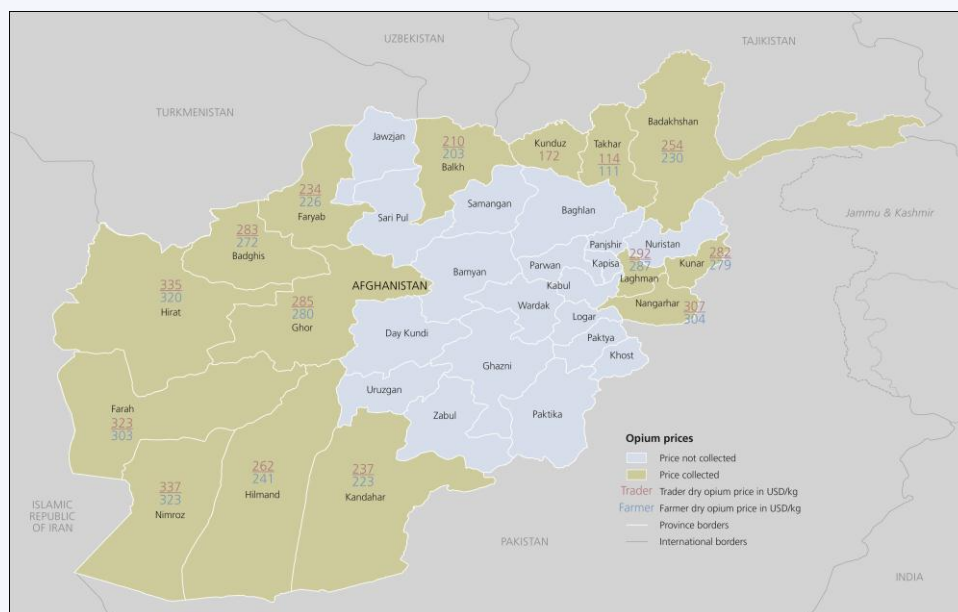 UZBEKISTAN
TAJIKISTAN
TURKMENISTAN
Jawzjan
210
203
Balkh
Kunduz
172
Takhar
114
111
Badakhshan
254
230
234
226
Faryab
Sari Pul
Samangan
Baghlan
Jammu & Kashmir
283
272
Badghis
Panjshir
Nuristan
292
287
Laghman
Kunar
282
279
Bamyan
Parwan
Kapisa
Kabul
335
320
Hirat
285
280
Ghor
AFGHANISTAN
Wardak
Nangarhar
307
304
Logar
Day Kundi
Paktya
Khost
Ghazni
Uruzgan
Zabul
Paktika
Farah
323
303
337
323
Nimroz
262
241
Hilmand
237
223
Kandahar
ISLAMIC
REPUBLIC
OF IRAN
PAKISTAN
INDIA
Opium prices
Price not collected
Price collected
Trader Trader dry opium price in USD/kg
Farmer Farmer dry opium price in USD/kg
Province borders
International borders